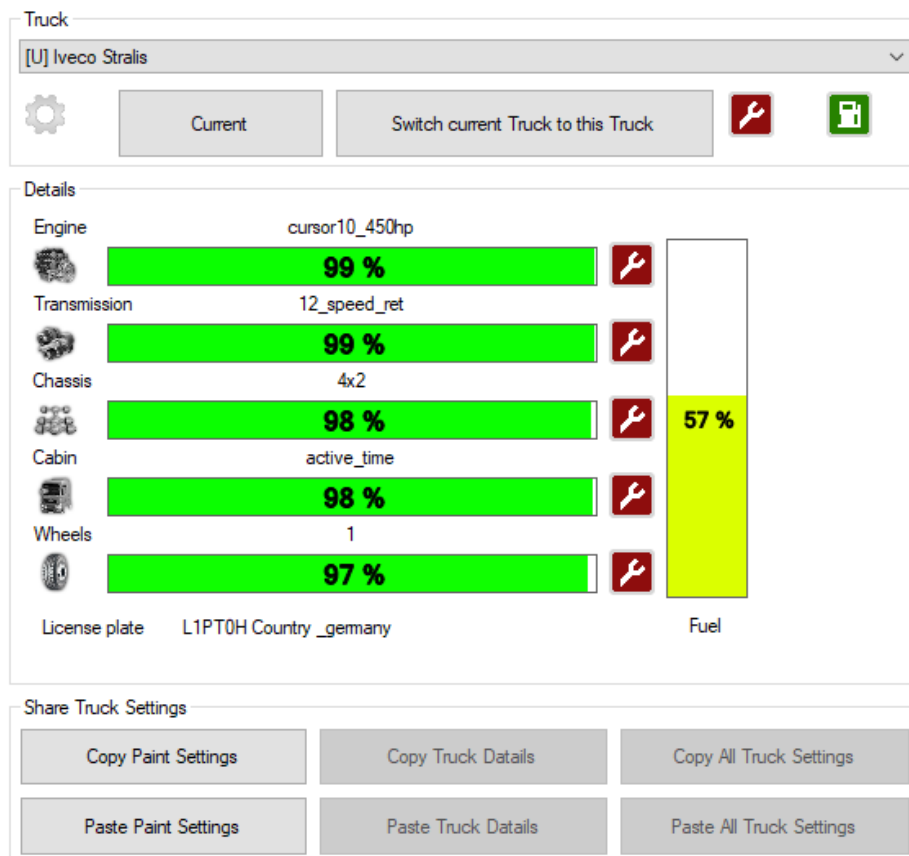 Truck
[U] Iveco Stralis
Current
Switch current Truck to this Truck
Details
Engine
cursor10_450hp
99 %
Transmission
12_speed_ret
99 %
Chassis
4x2
98 %
57 %
Cabin
active_time
98 %
Wheels
1
97 %
License plate
L1PT0H Country _germany
Fuel
Share Truck Settings
Copy Paint Settings
Copy Truck Datails
Copy All Truck Settings
Paste Paint Settings
Paste Truck Datails
Paste All Truck Settings